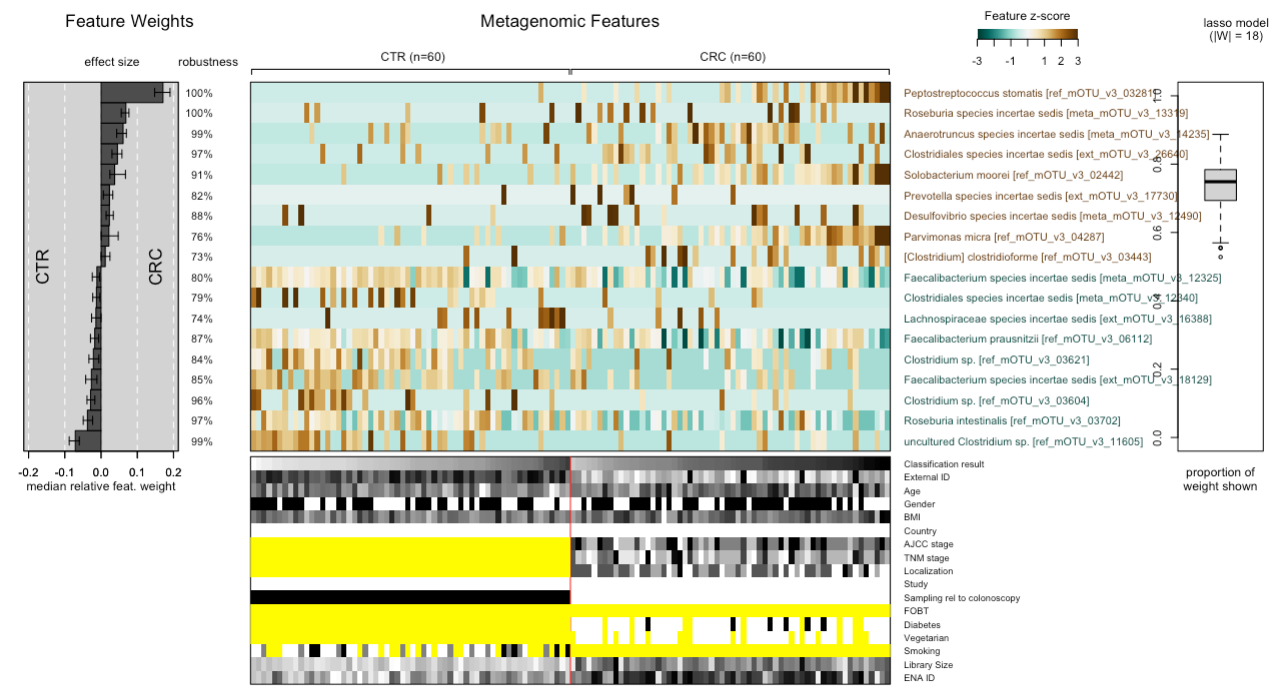 Feature Weights
Metagenomic Features
Feature z-score
lasso model
(|W| = 18)
effect size
robustness
CTR (n=60)
CRC (n=60)
-3 -1 1 2 3
CTR
CRC
100%
100%
99%
97%
91%
82%
88%
76%
73%
80%
79%
74%
87%
84%
85%
96%
97%
99%
-0.2 -0.1 0.0 0.1 0.2
median relative feat. weight
Peptostreptococcus stomatis [ref_mOTU_v3_03281]
Roseburia species incertae sedis [meta_mOTU_v3_13319]
Anaerotruncus species incertae sedis [meta_mOTU_v3_14235]
Clostridiales species incertae sedis [ext_mOTU_v3_26640]
Solobacterium moorei [ref_mOTU_v3_02442]
Prevotella species incertae sedis [ext_mOTU_v3_17730]
Desulfovibrio species incertae sedis [meta_mOTU_v3_12490]
Parvimonas micra [ref_mOTU_v3_04287]
[Clostridium] clostridioforme [ref_mOTU_v3_03443]
Faecalibacterium species incertae sedis [meta_mOTU_v3_12325]
Clostridiales species incertae sedis [meta_mOTU_v3_12340]
Lachnospiraceae species incertae sedis [ext_mOTU_v3_16388]
Faecalibacterium prausnitzii [ref_mOTU_v3_06112]
Clostridium sp. [ref_mOTU_v3_03621]
Faecalibacterium species incertae sedis [ext_mOTU_v3_18129]
Clostridium sp. [ref_mOTU_v3_03604]
Roseburia intestinalis [ref_mOTU_v3_03702]
uncultured Clostridium sp. [ref_mOTU_v3_11605]
1.0
0.8
0.6
0.4
0.2
0.0
proportion of
weight shown
Classification result
External ID
Age
Gender
BMI
Country
AJCC stage
TNM stage
Localization
Study
Sampling rel to colonoscopy
FOBT
Diabetes
Vegetarian
Smoking
Library Size
ENA ID